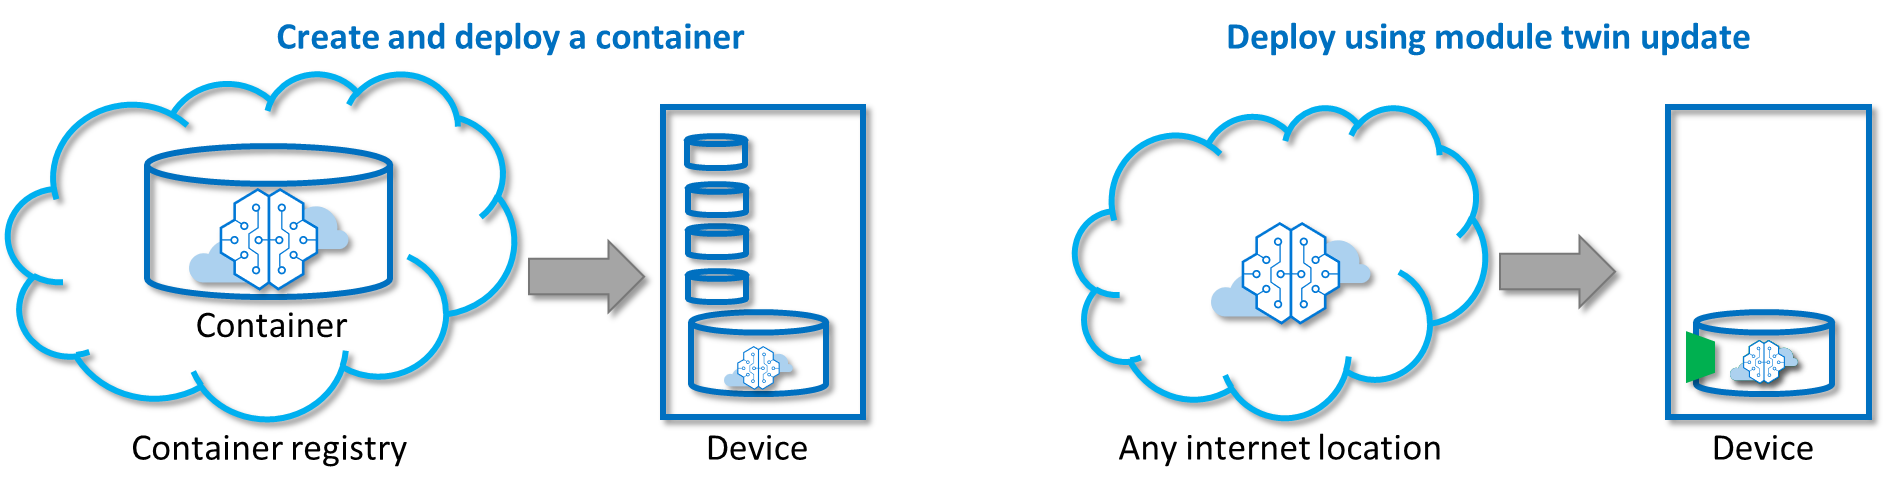 Create and deploy a container
Container
Container registry
Device
Deploy using module twin update
Any internet location
Device